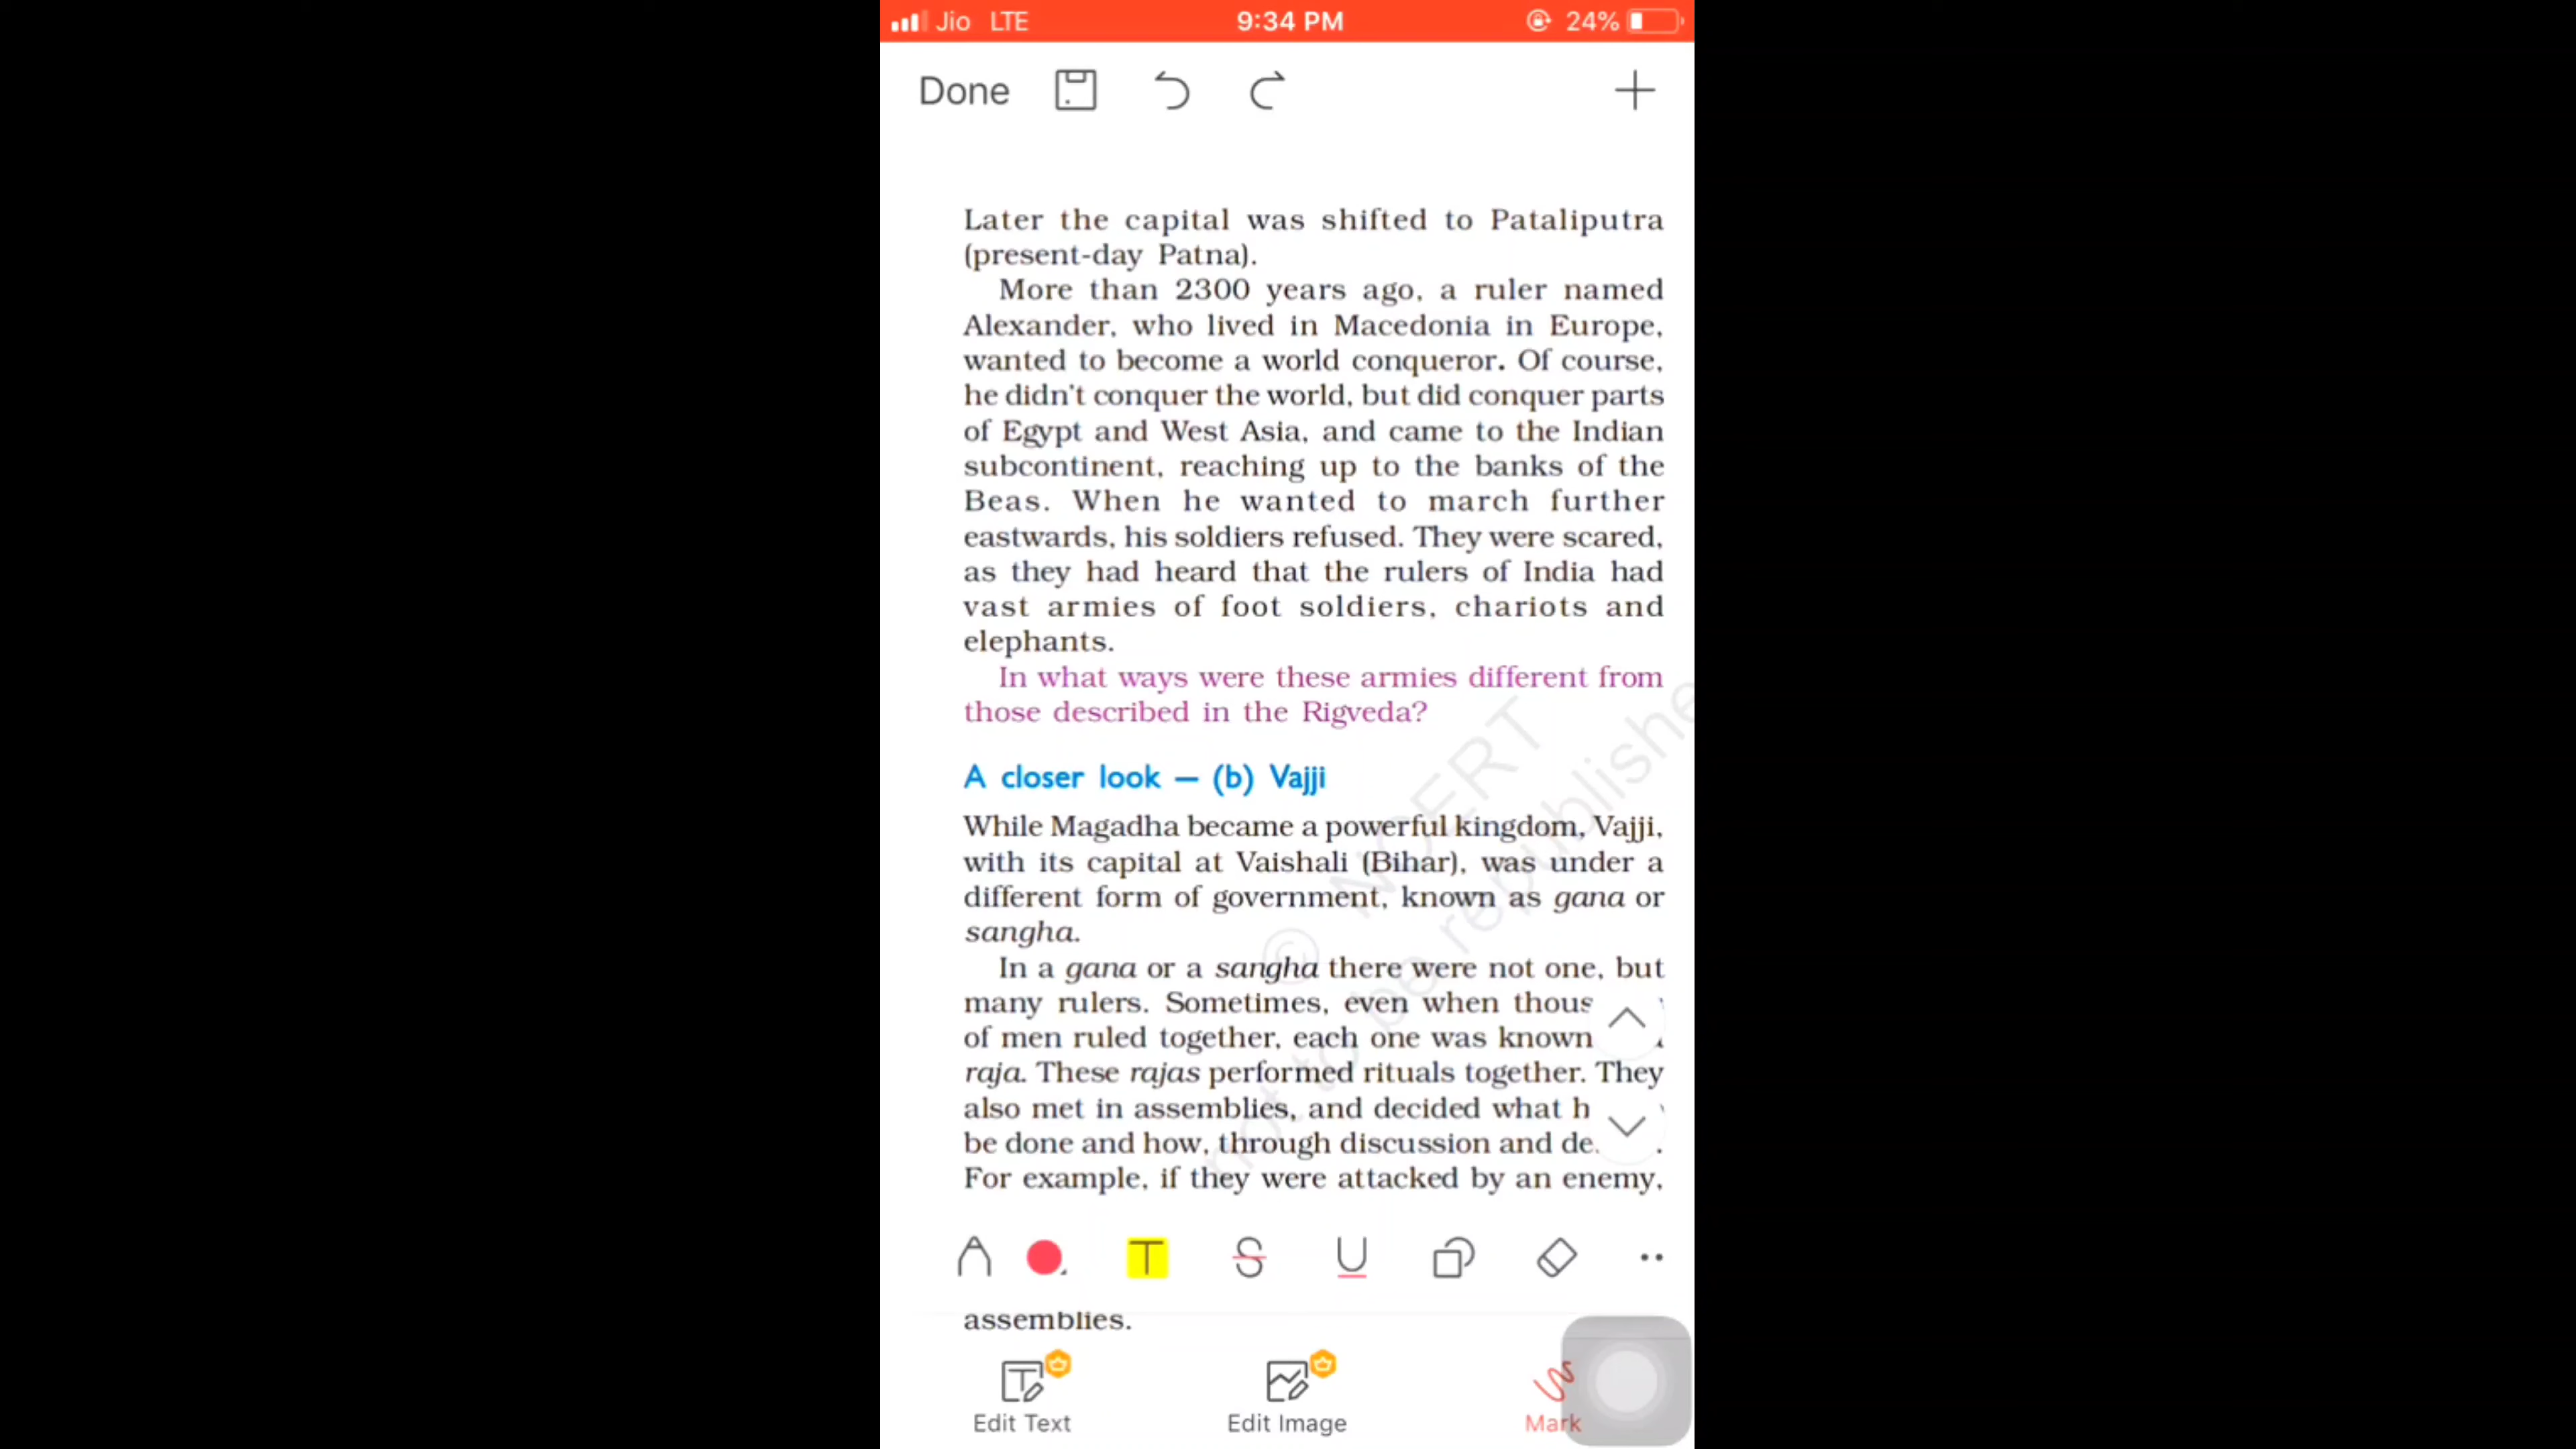 Jio LTE 9:34 PM 24%
Done
Later the capital was shifted to Pataliputra
(present-day Patna).
More than 2300 years ago, a ruler named
Alexander, who lived in Macedonia in Europe,
wanted to become a world conqueror. Of course,
he didn't conquer the world, but did conquer parts
of Egypt and West Asia, and came to the Indian
subcontinent, reaching up to the banks of the
Beas. When he wanted to march further
eastwards, his soldiers refused. They were scared,
as they had heard that the rulers of India had
vast armies of foot soldiers, chariots and
elephants.
In what ways were these armies different from
those described in the Rigveda?
A closer look – (b) Vajji
While Magadha became a powerful kingdom, Vajji,
with its capital at Vaishali (Bihar), was under a
different form of government, known as gana or
sangha.
In a gana or a sangha there were not one, but
many rulers. Sometimes, even when
of men ruled together, each one was known
raja. These rajas performed rituals together. They
also met in assemblies, and decided what
be done and how, through discussion and
For example, if they were attacked by an enemy,
assemblies.
© NCERT
not to be republishe
Edit Text
Edit Image
Mark